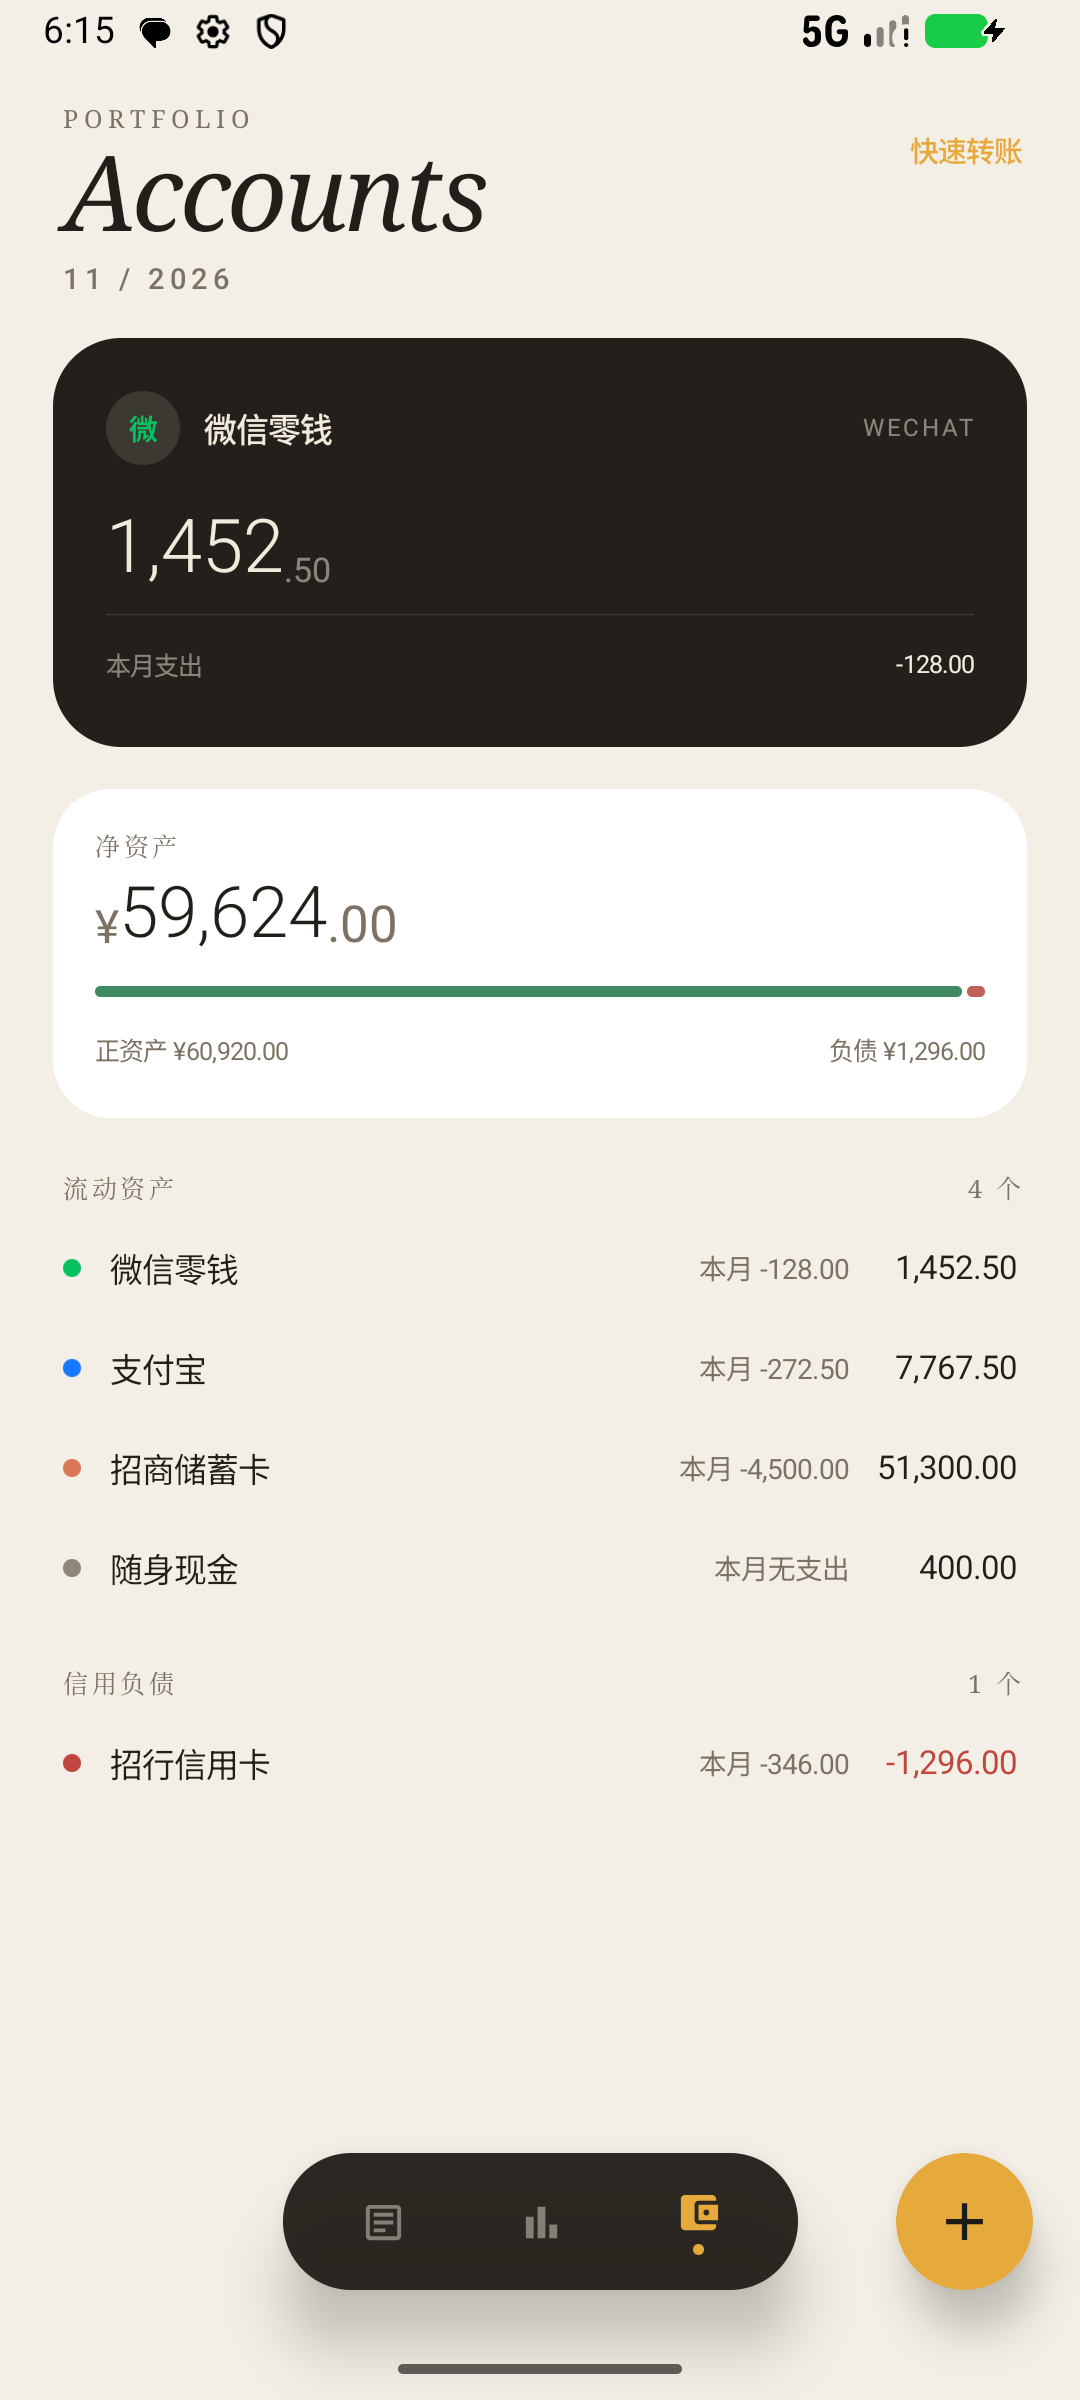 6:15
5G
PORTFOLIO
Accounts
快速转账
11 / 2026
微 微信零钱 WECHAT
1,452.50
本月支出 -128.00
净资产
¥59,624.00
正资产 ¥60,920.00 负债 ¥1,296.00
流动资产 4 个
微信零钱 本月 -128.00 1,452.50
支付宝 本月 -272.50 7,767.50
招商储蓄卡 本月 -4,500.00 51,300.00
随身现金 本月无支出 400.00
信用负债 1 个
招行信用卡 本月 -346.00 -1,296.00